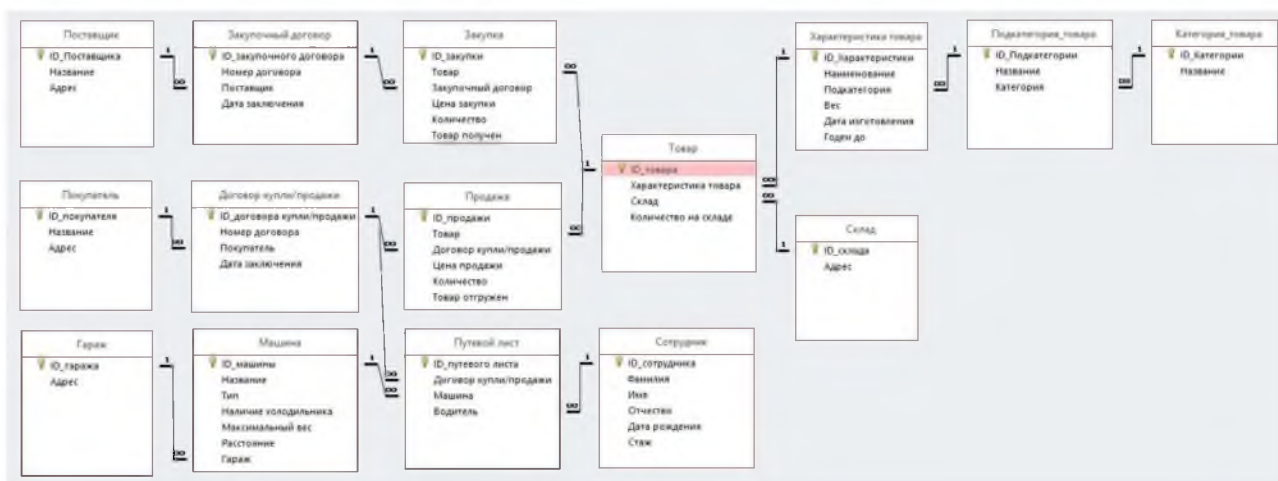 Поставщик
ID_Поставщика
Название
Адрес
Закупочный договор
ID_закупочного договора
Номер договора
Поставщик
Дата заключения
Закупка
ID_закупки
Товар
Закупочный договор
Цена закупки
Количество
Товар получен
Товар
ID_товара
Характеристика товара
Склад
Количество на складе
Характеристика товара
ID_Характеристики
Наименование
Подкатегория
Вес
Дата изготовления
Годен до
Подкатегория_товара
ID_Подкатегории
Название
Категория
Категория_товара
ID_Категории
Название
Покупатель
ID_покупателя
Название
Адрес
Договор купли/продажи
ID_договора купли/продажи
Номер договора
Покупатель
Дата заключения
Продажа
ID_продажи
Товар
Договор купли/продажи
Цена продажи
Количество
Товар отгружен
Склад
ID_склада
Адрес
Гараж
ID_гаража
Адрес
Машина
ID_машины
Название
Тип
Наличие холодильника
Максимальный вес
Расстояние
Гараж
Путевой лист
ID_путевого листа
Договор купли/продажи
Машина
Водитель
Сотрудник
ID_сотрудника
Фамилия
Имя
Отчество
Дата рождения
Стаж